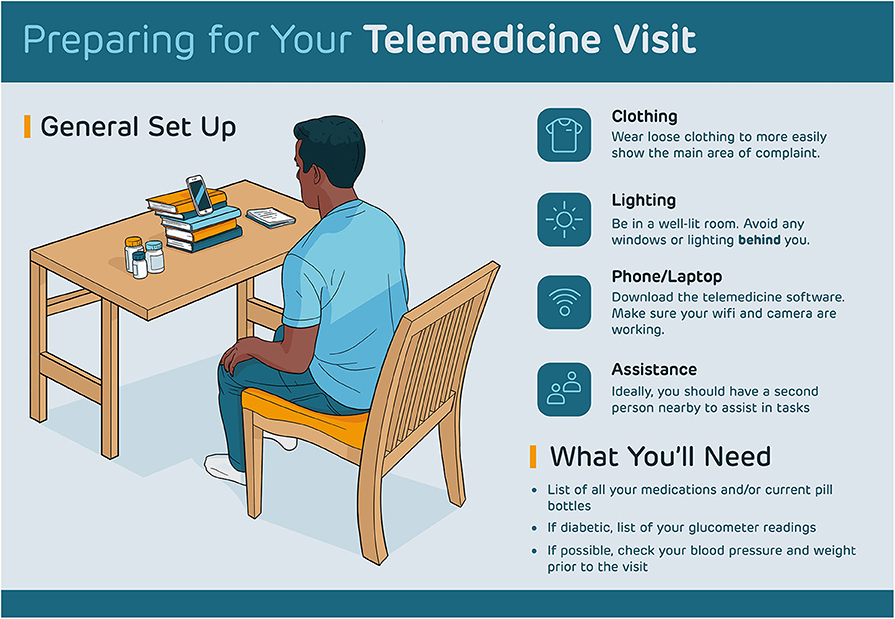 Preparing for Your Telemedicine Visit
General Set Up
Clothing
Wear loose clothing to more easily
show the main area of complaint.
Lighting
Be in a well-lit room. Avoid any
windows or lighting behind you.
Phone/Laptop
Download the telemedicine software.
Make sure your wifi and camera are
working.
Assistance
Ideally, you should have a second
person nearby to assist in tasks
What You'll Need
• List of all your medications and/or current pill
bottles
• If diabetic, list of your glucometer readings
• If possible, check your blood pressure and weight
prior to the visit